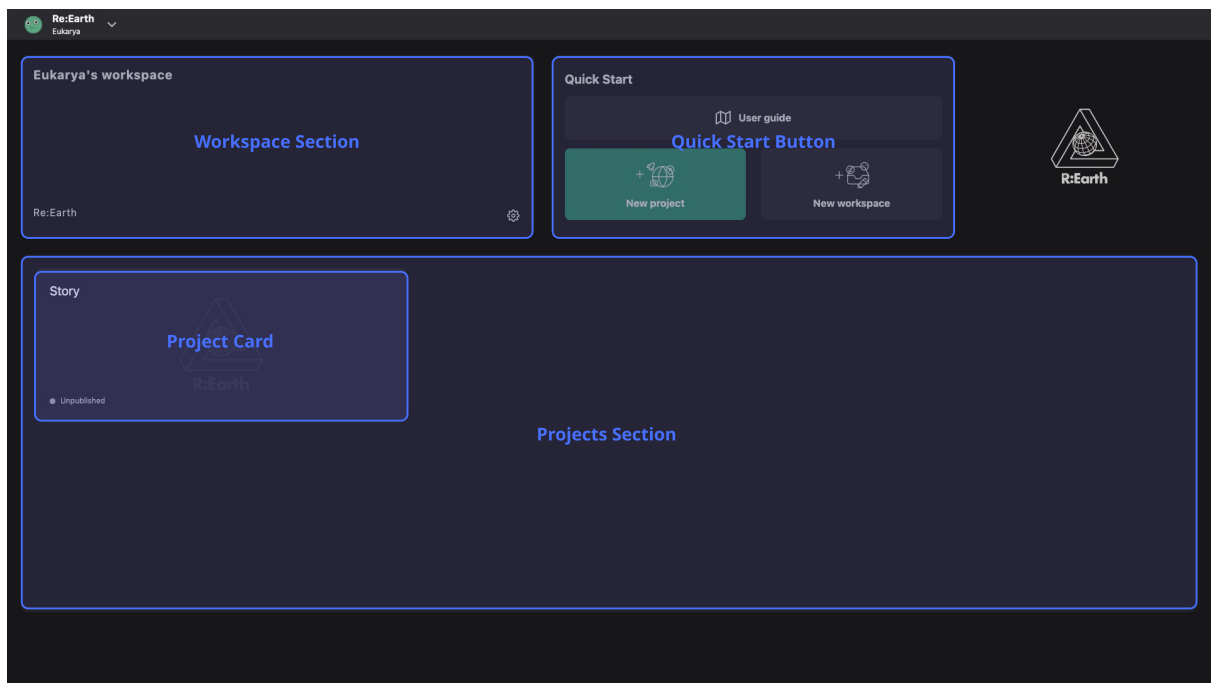 Re:Earth
Eukarya
Eukarya's workspace
Workspace Section
Re:Earth
Quick Start
User guide
Quick Start Button
New project
New workspace
R:Earth
Story
Project Card
R:Earth
Unpublished
Projects Section